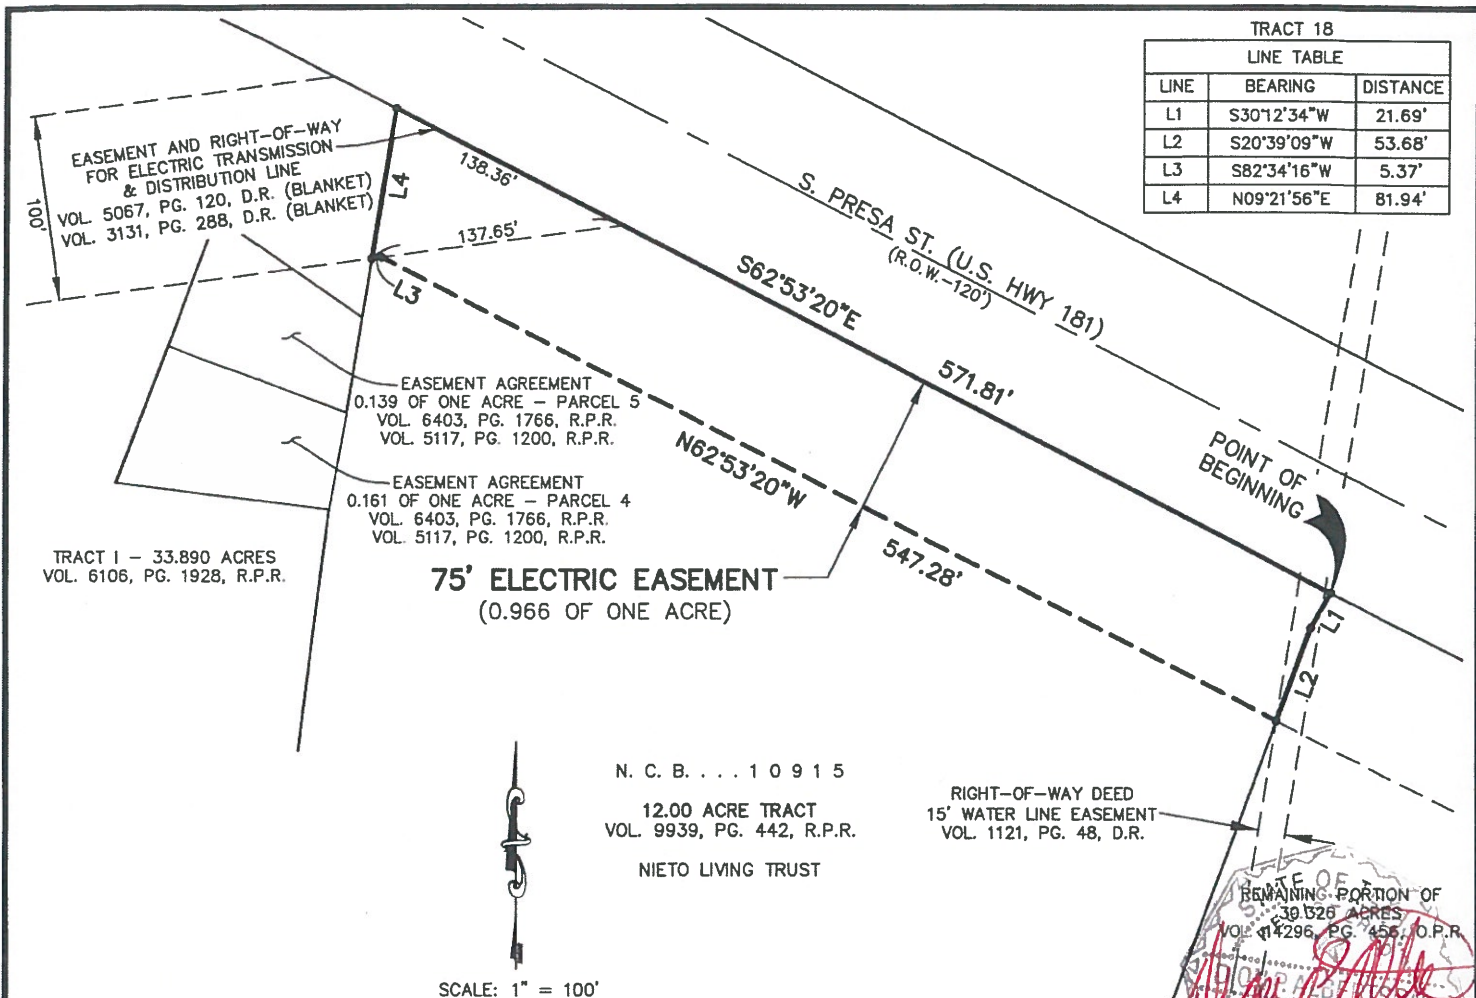 TRACT 18
LINE TABLE
LINE BEARING DISTANCE
L1 S30°12'34"W 21.69'
L2 S20°39'09"W 53.68'
L3 S82°34'16"W 5.37'
L4 N09°21'56"E 81.94'
EASEMENT AND RIGHT-OF-WAY
FOR ELECTRIC TRANSMISSION
& DISTRIBUTION LINE
VOL. 5067, PG. 120, D.R. (BLANKET)
VOL. 3131, PG. 288, D.R. (BLANKET)
100'
L4
138.36'
137.65'
L3
S. PRESA ST. (U.S. HWY 181)
(R.O.W.-120')
S62°53'20"E
571.81'
N62°53'20"W
547.28'
POINT OF
BEGINNING
L1
L2
EASEMENT AGREEMENT
0.139 OF ONE ACRE - PARCEL 5
VOL. 6403, PG. 1766, R.P.R.
VOL. 5117, PG. 1200, R.P.R.
EASEMENT AGREEMENT
0.161 OF ONE ACRE - PARCEL 4
VOL. 6403, PG. 1766, R.P.R.
VOL. 5117, PG. 1200, R.P.R.
TRACT I - 33.890 ACRES
VOL. 6106, PG. 1928, R.P.R.
75' ELECTRIC EASEMENT
(0.966 OF ONE ACRE)
N. C. B. . . . 1 0 9 1 5
12.00 ACRE TRACT
VOL. 9939, PG. 442, R.P.R.
NIETO LIVING TRUST
RIGHT-OF-WAY DEED
15' WATER LINE EASEMENT
VOL. 1121, PG. 48, D.R.
REMAINING PORTION OF
30.326 ACRES
VOL. 14296, PG. 456, O.P.R.
STATE OF
SCALE: 1" = 100'